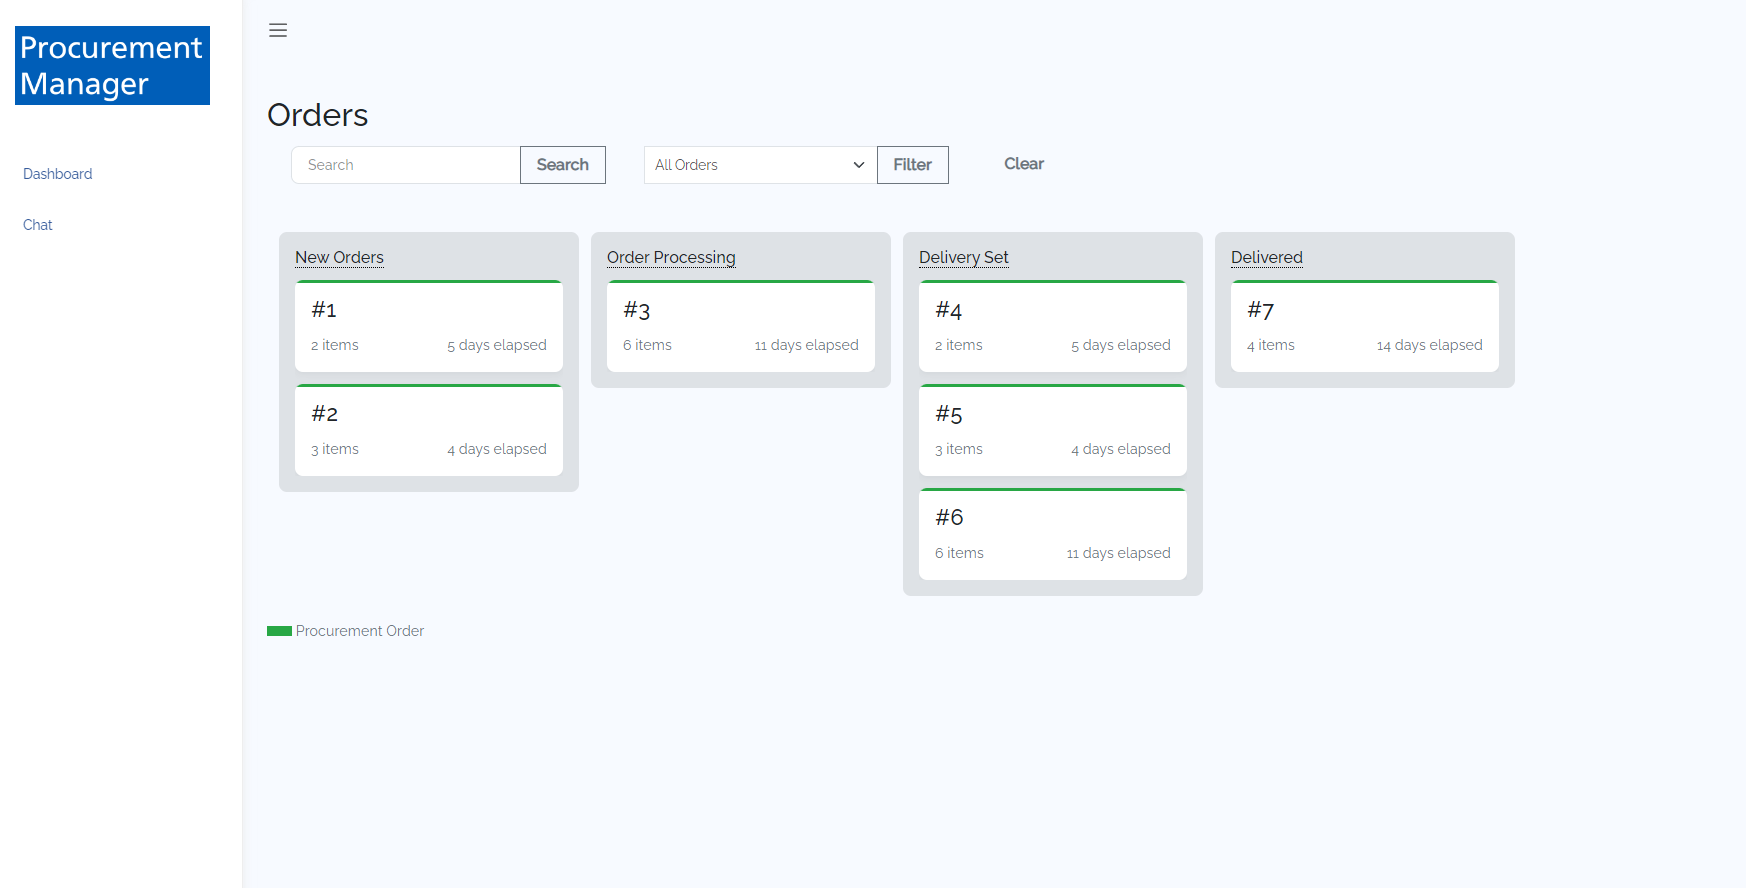 Procurement
Manager
Dashboard
Chat
Orders
Search
Search
All Orders
Filter
Clear
New Orders
#1
2 items
5 days elapsed
#2
3 items
4 days elapsed
Order Processing
#3
6 items
11 days elapsed
Delivery Set
#4
2 items
5 days elapsed
#5
3 items
4 days elapsed
#6
6 items
11 days elapsed
Delivered
#7
4 items
14 days elapsed
Procurement Order